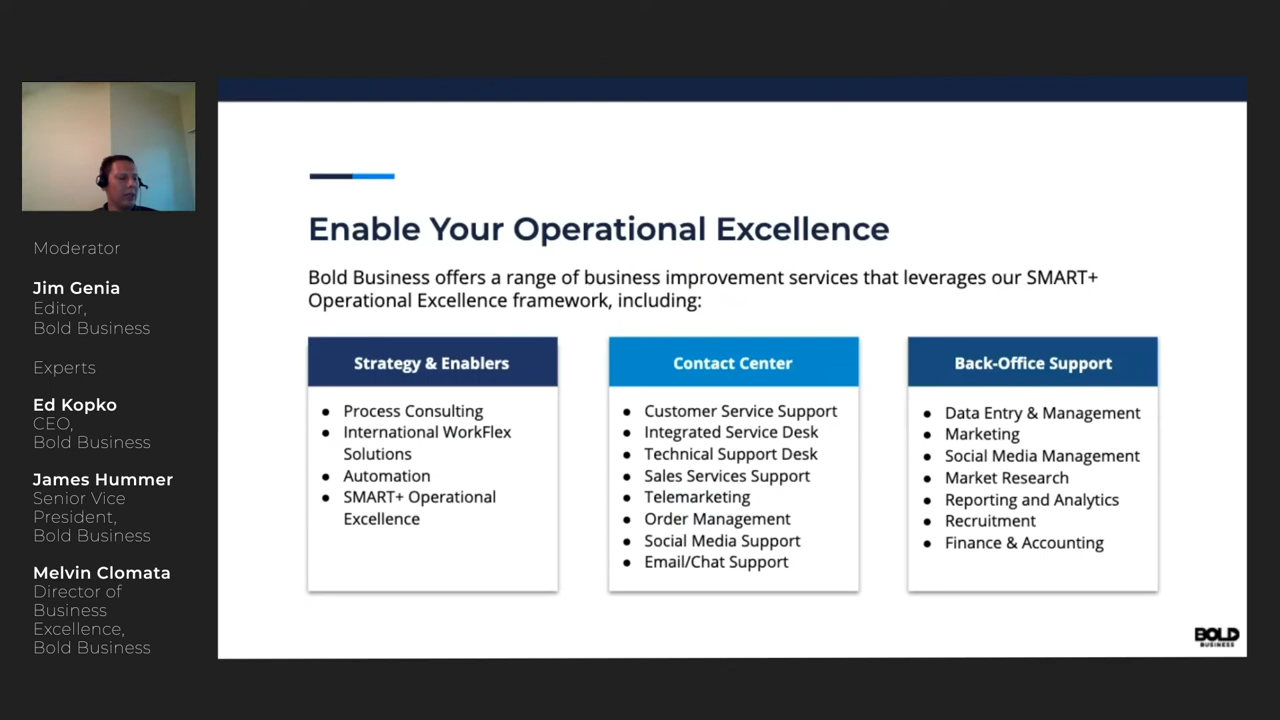 Moderator
Jim Genia
Editor,
Bold Business
Experts
Ed Kopko
CEO,
Bold Business
James Hummer
Senior Vice
President,
Bold Business
Melvin Clomata
Director of
Business
Excellence,
Bold Business
Enable Your Operational Excellence
Bold Business offers a range of business improvement services that leverages our SMART+
Operational Excellence framework, including:
Strategy & Enablers
● Process Consulting
● International WorkFlex
Solutions
● Automation
● SMART+ Operational
Excellence
Contact Center
● Customer Service Support
● Integrated Service Desk
● Technical Support Desk
● Sales Services Support
● Telemarketing
● Order Management
● Social Media Support
● Email/Chat Support
Back-Office Support
● Data Entry & Management
● Marketing
● Social Media Management
● Market Research
● Reporting and Analytics
● Recruitment
● Finance & Accounting
BOLD
BUSINESS